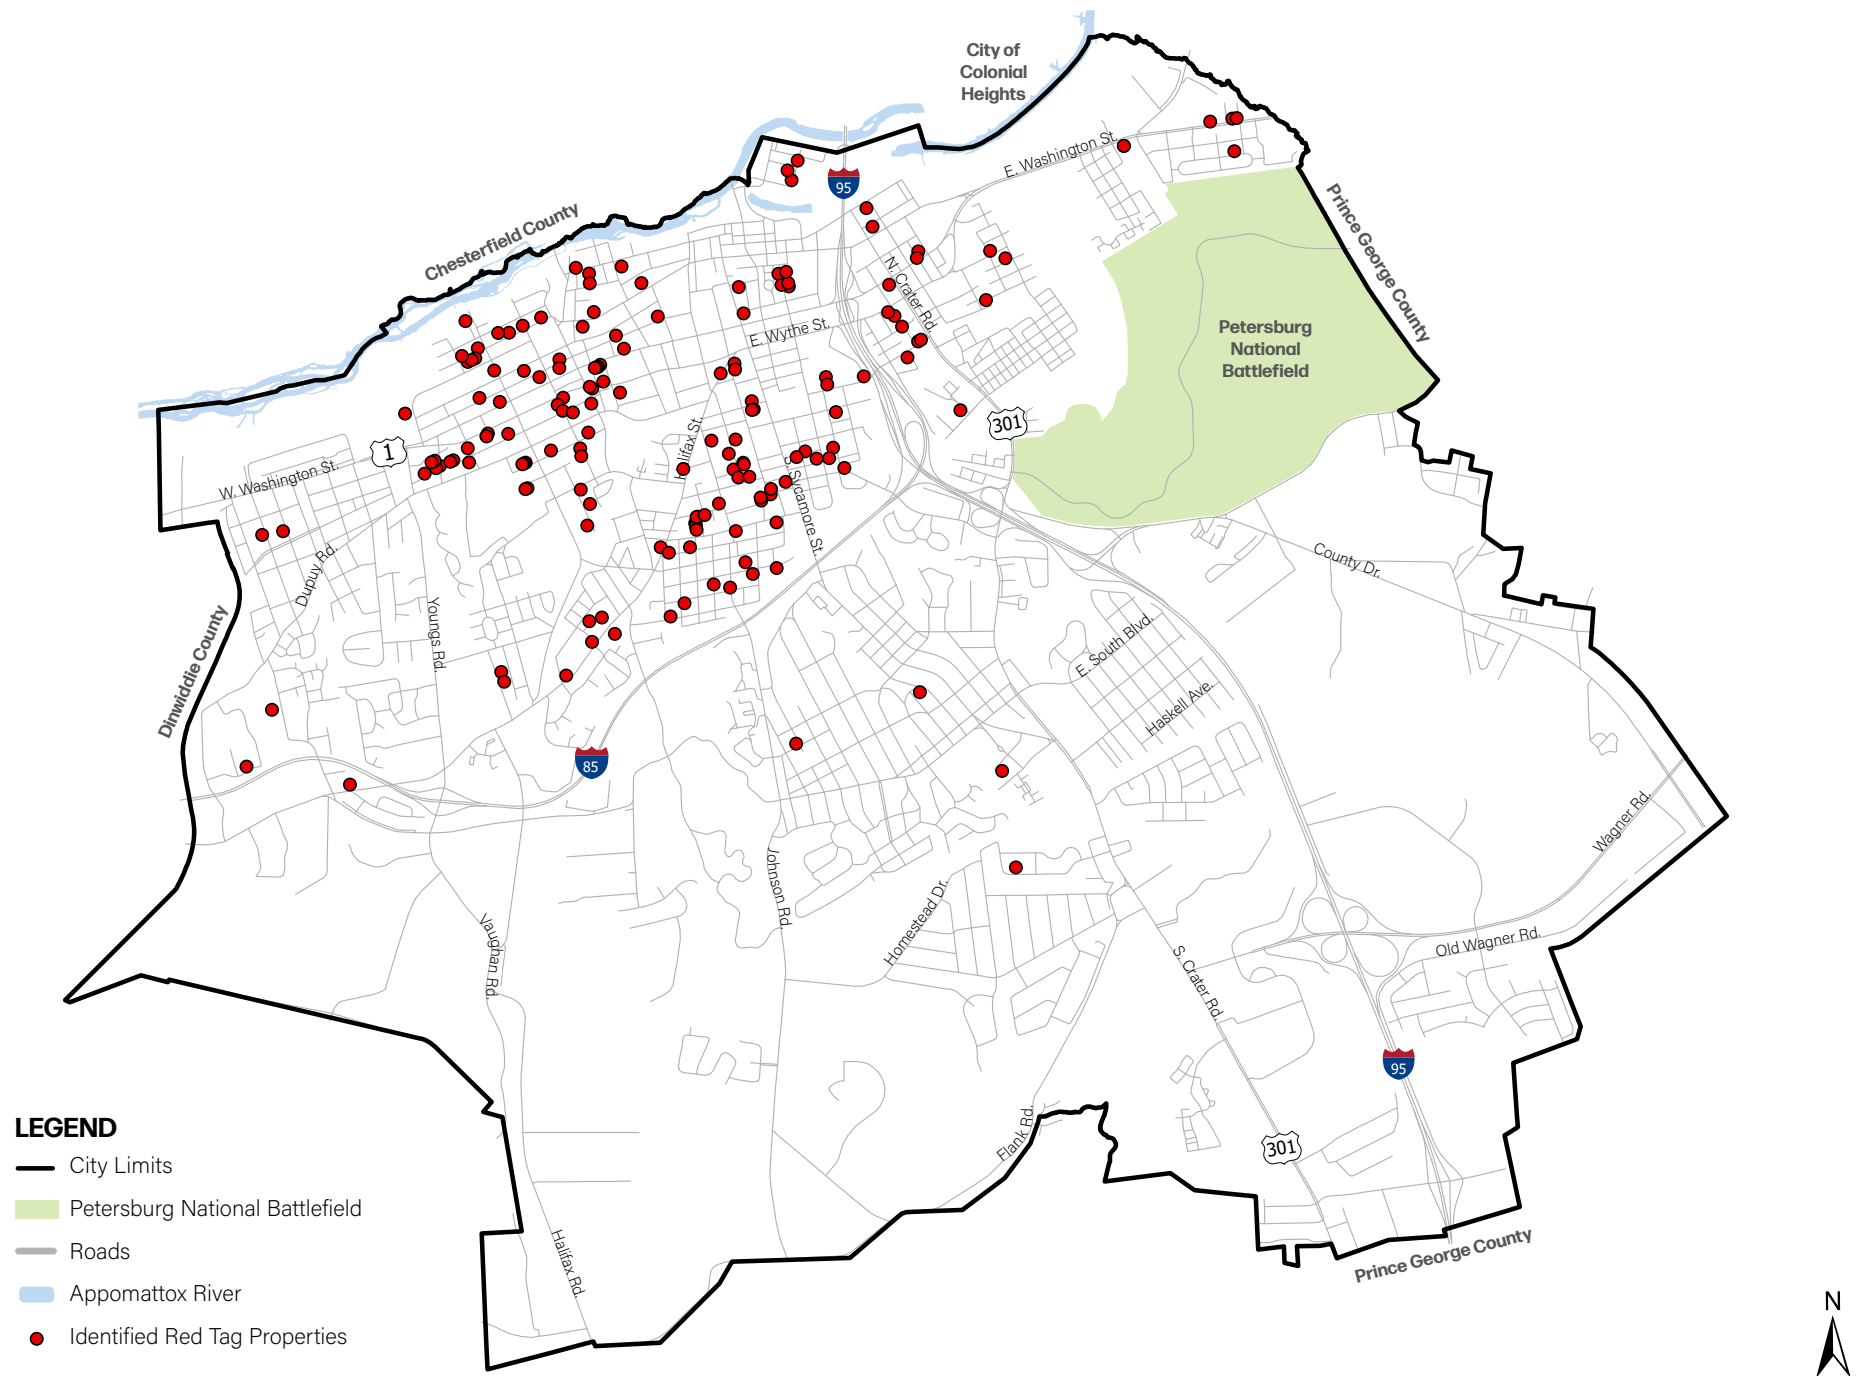 City of
Colonial
Heights
E. Washington St.
95
Prince George County
Chesterfield County
N. Crater Rd.
E. Wythe St.
Petersburg
National
Battlefield
301
1
Halifax St.
W. Washington St.
S. Sycamore St.
Dupuy Rd.
County Dr.
Youngs Rd.
Dinwiddie County
E. South Blvd.
Haskell Ave.
85
Wagner Rd.
Johnson Rd.
Homestead Dr.
Vaughan Rd.
Old Wagner Rd.
S. Crater Rd.
95
Flank Rd.
301
Halifax Rd.
Prince George County
LEGEND
City Limits
Petersburg National Battlefield
Roads
Appomattox River
Identified Red Tag Properties
N